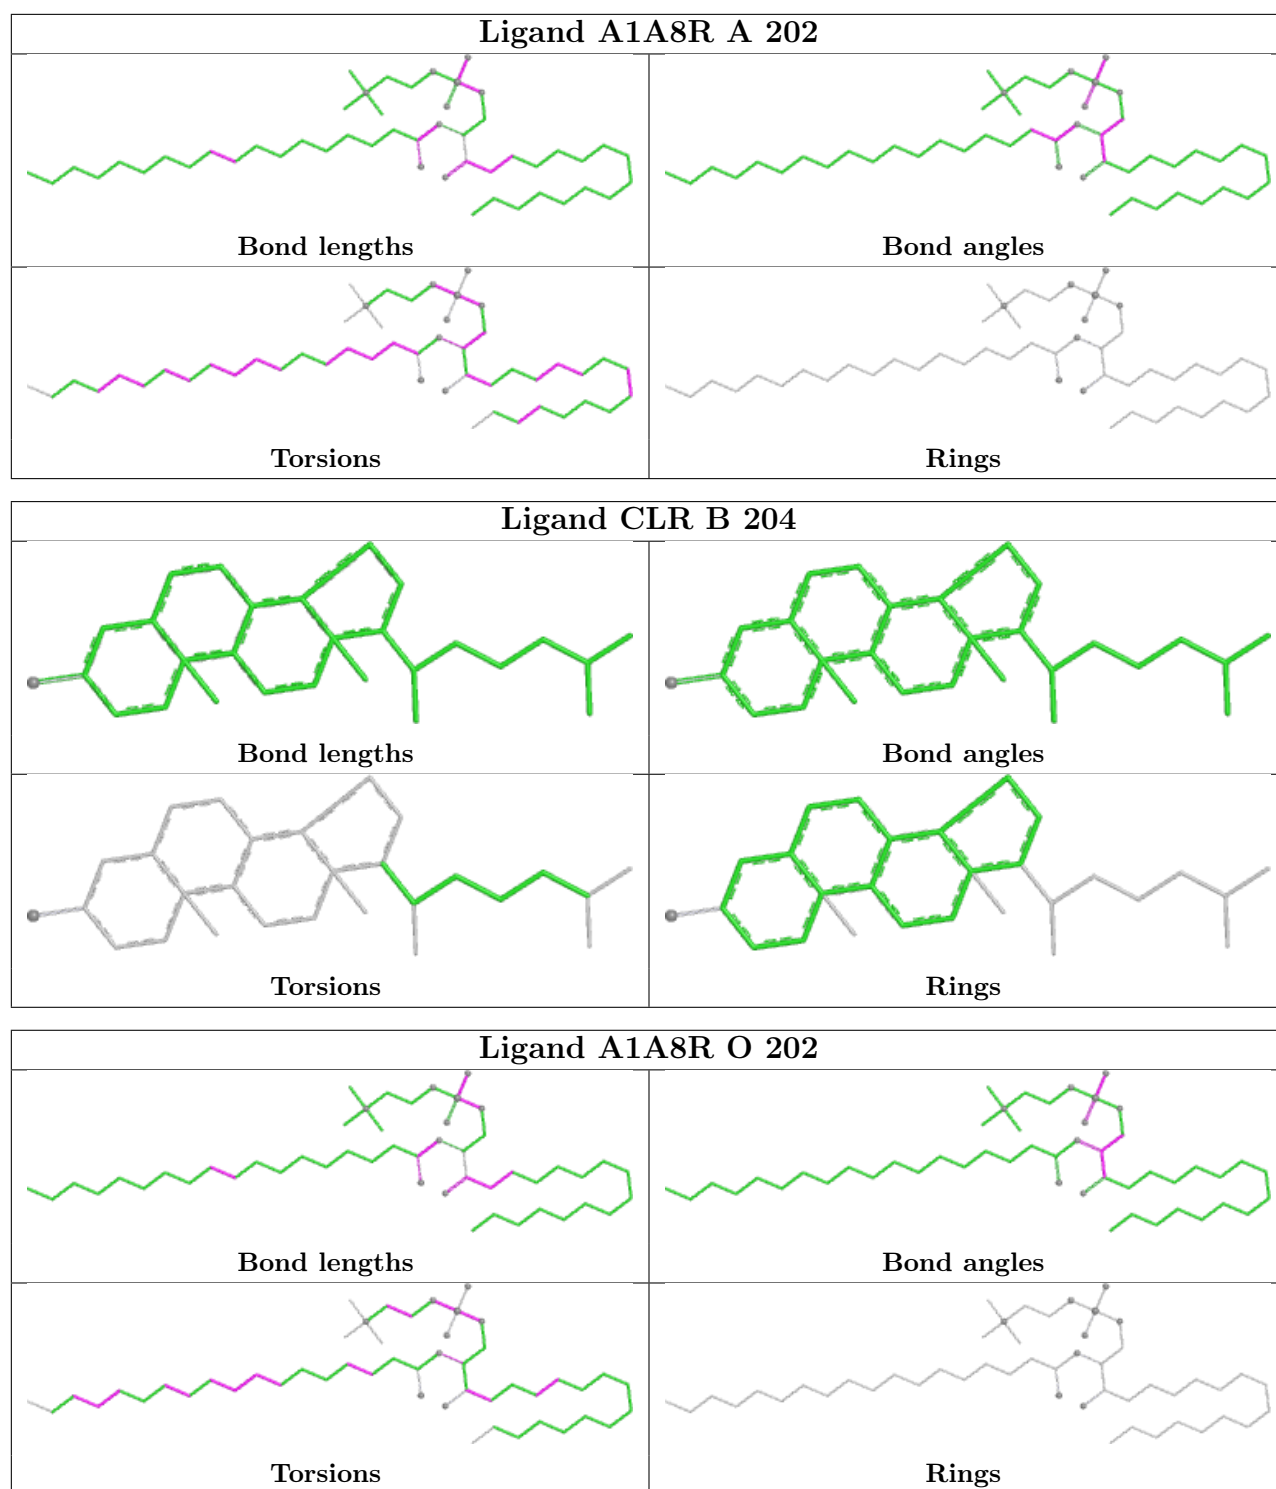 Ligand A1A8R A 202
Bond lengths
Bond angles
Torsions
Rings
Ligand CLR B 204
Bond lengths
Bond angles
Torsions
Rings
Ligand A1A8R O 202
Bond lengths
Bond angles
Torsions
Rings